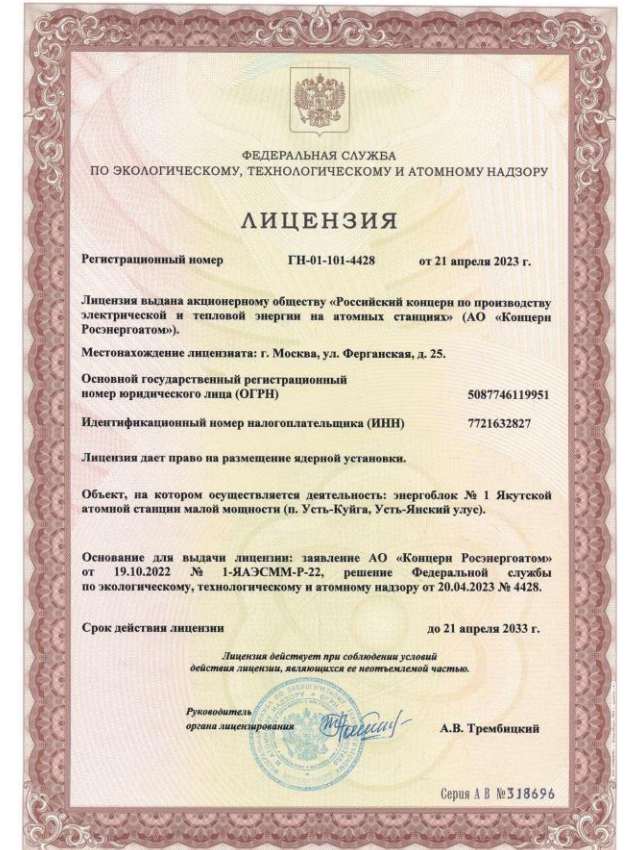 ФЕДЕРАЛЬНАЯ СЛУЖБА
ПО ЭКОЛОГИЧЕСКОМУ, ТЕХНОЛОГИЧЕСКОМУ И АТОМНОМУ НАДЗОРУ
ЛИЦЕНЗИЯ
Регистрационный номер ГН-01-101-4428 от 21 апреля 2023 г.
Лицензия выдана акционерному обществу «Российский концерн по производству
электрической и тепловой энергии на атомных станциях» (АО «Концерн
Росэнергоатом»).
Местонахождение лицензиата: г. Москва, ул. Ферганская, д. 25.
Основной государственный регистрационный
номер юридического лица (ОГРН) 5087746119951
Идентификационный номер налогоплательщика (ИНН) 7721632827
Лицензия дает право на размещение ядерной установки.
Объект, на котором осуществляется деятельность: энергоблок № 1 Якутской
атомной станции малой мощности (п. Усть-Куйга, Усть-Янский улус).
Основание для выдачи лицензии: заявление АО «Концерн Росэнергоатом»
от 19.10.2022 № 1-ЯАЭСММ-Р-22, решение Федеральной службы
по экологическому, технологическому и атомному надзору от 20.04.2023 № 4428.
Срок действия лицензии до 21 апреля 2033 г.
Лицензия действует при соблюдении условий
действия лицензии, являющихся ее неотъемлемой частью.
Руководитель
органа лицензирования А.В. Трембицкий
Серия А В №318696